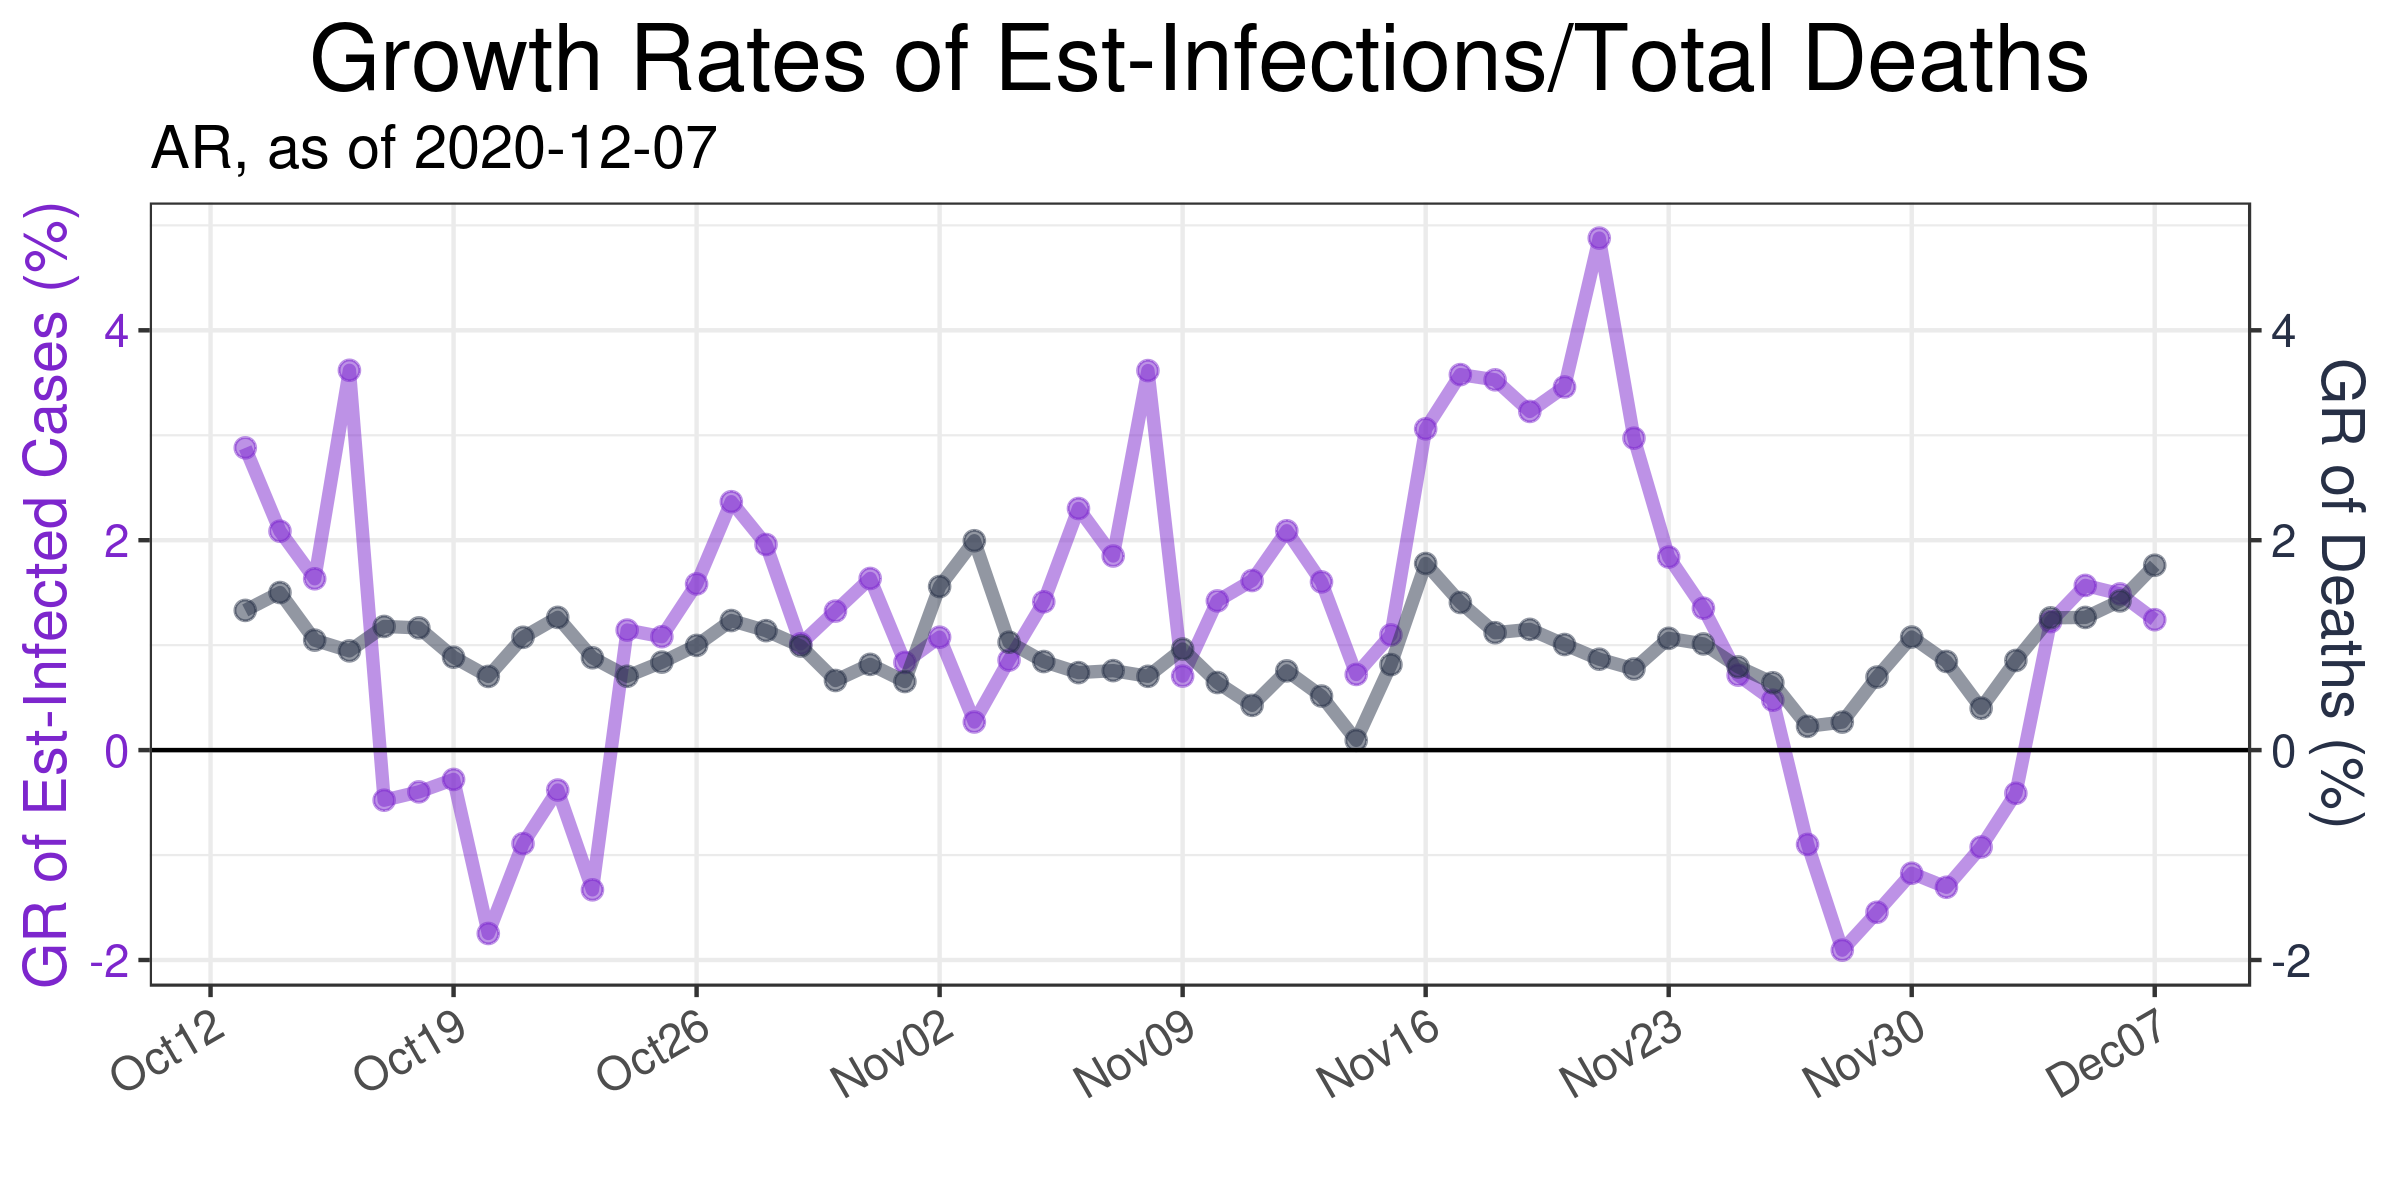 Growth Rates of Est-Infections/Total Deaths
AR, as of 2020-12-07
GR of Est-Infected Cases (%)
4
2
0
-2
4
2
0
-2
GR of Deaths (%)
Oct12
Oct19
Oct26
Nov02
Nov09
Nov16
Nov23
Nov30
Dec07